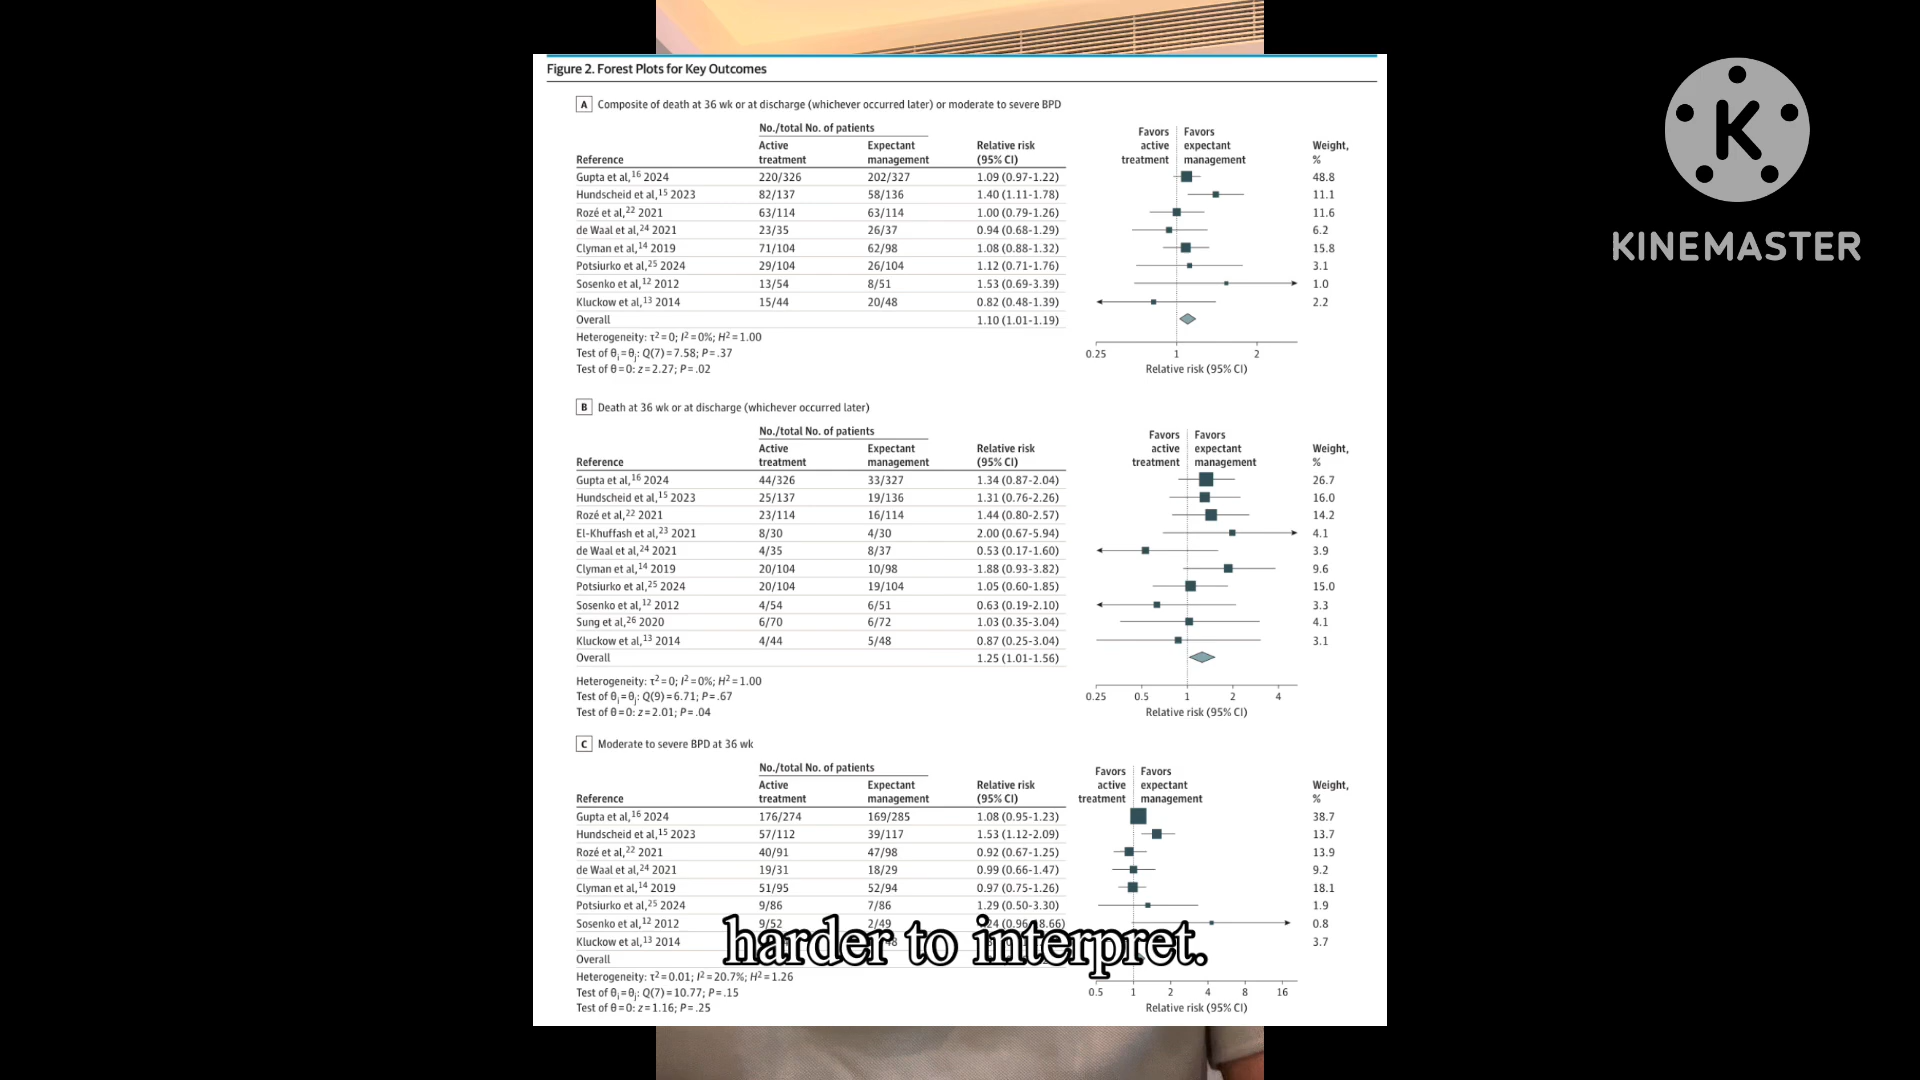 Figure 2. Forest Plots for Key Outcomes
A Composite of death at 36 wk or at discharge (whichever occurred later) or moderate to severe BPD
No./total No. of patients
Reference Active treatment Expectant management Relative risk (95% CI) Favors active treatment Favors expectant management Weight, %
Gupta et al,16 2024 220/326 202/327 1.09 (0.97-1.22) 48.8
Hundscheid et al,15 2023 82/137 58/136 1.40 (1.11-1.78) 11.1
Rozé et al,22 2021 63/114 63/114 1.00 (0.79-1.26) 11.6
de Waal et al,24 2021 23/35 26/37 0.94 (0.68-1.29) 6.2
Clyman et al,14 2019 71/104 62/98 1.08 (0.88-1.32) 15.8
Potsiurko et al,25 2024 29/104 26/104 1.12 (0.71-1.76) 3.1
Sosenko et al,12 2012 13/54 8/51 1.53 (0.69-3.39) 1.0
Kluckow et al,13 2014 15/44 20/48 0.82 (0.48-1.39) 2.2
Overall 1.10 (1.01-1.19)
Heterogeneity: τ2=0; I2=0%; H2=1.00
Test of θi=θj: Q(7)=7.58; P=.37
Test of θ=0: z=2.27; P=.02
0.25 1 2
Relative risk (95% CI)
B Death at 36 wk or at discharge (whichever occurred later)
No./total No. of patients
Reference Active treatment Expectant management Relative risk (95% CI) Favors active treatment Favors expectant management Weight, %
Gupta et al,16 2024 44/326 33/327 1.34 (0.87-2.04) 26.7
Hundscheid et al,15 2023 25/137 19/136 1.31 (0.76-2.26) 16.0
Rozé et al,22 2021 23/114 16/114 1.44 (0.80-2.57) 14.2
El-Khuffash et al,23 2021 8/30 4/30 2.00 (0.67-5.94) 4.1
de Waal et al,24 2021 4/35 8/37 0.53 (0.17-1.60) 3.9
Clyman et al,14 2019 20/104 10/98 1.88 (0.93-3.82) 9.6
Potsiurko et al,25 2024 20/104 19/104 1.05 (0.60-1.85) 15.0
Sosenko et al,12 2012 4/54 6/51 0.63 (0.19-2.10) 3.3
Sung et al,26 2020 6/70 6/72 1.03 (0.35-3.04) 4.1
Kluckow et al,13 2014 4/44 5/48 0.87 (0.25-3.04) 3.1
Overall 1.25 (1.01-1.56)
Heterogeneity: τ2=0; I2=0%; H2=1.00
Test of θi=θj: Q(9)=6.71; P=.67
Test of θ=0: z=2.01; P=.04
0.25 0.5 1 2 4
Relative risk (95% CI)
C Moderate to severe BPD at 36 wk
No./total No. of patients
Reference Active treatment Expectant management Relative risk (95% CI) Favors active treatment Favors expectant management Weight, %
Gupta et al,16 2024 176/274 169/285 1.08 (0.95-1.23) 38.7
Hundscheid et al,15 2023 57/112 39/117 1.53 (1.12-2.09) 13.7
Rozé et al,22 2021 40/91 47/98 0.92 (0.67-1.25) 13.9
de Waal et al,24 2021 19/31 18/29 0.99 (0.66-1.47) 9.2
Clyman et al,14 2019 51/95 52/94 0.97 (0.75-1.26) 18.1
Potsiurko et al,25 2024 9/86 7/86 1.29 (0.50-3.30) 1.9
Sosenko et al,12 2012 9/52 2/49 0.8
Kluckow et al,13 2014 3.7
Overall
harder to interpret.
Heterogeneity: τ2=0.01; I2=20.7%; H2=1.26
Test of θi=θj: Q(7)=10.77; P=.15
Test of θ=0: z=1.16; P=.25
0.5 1 2 4 8 16
Relative risk (95% CI)
K
KINEMASTER